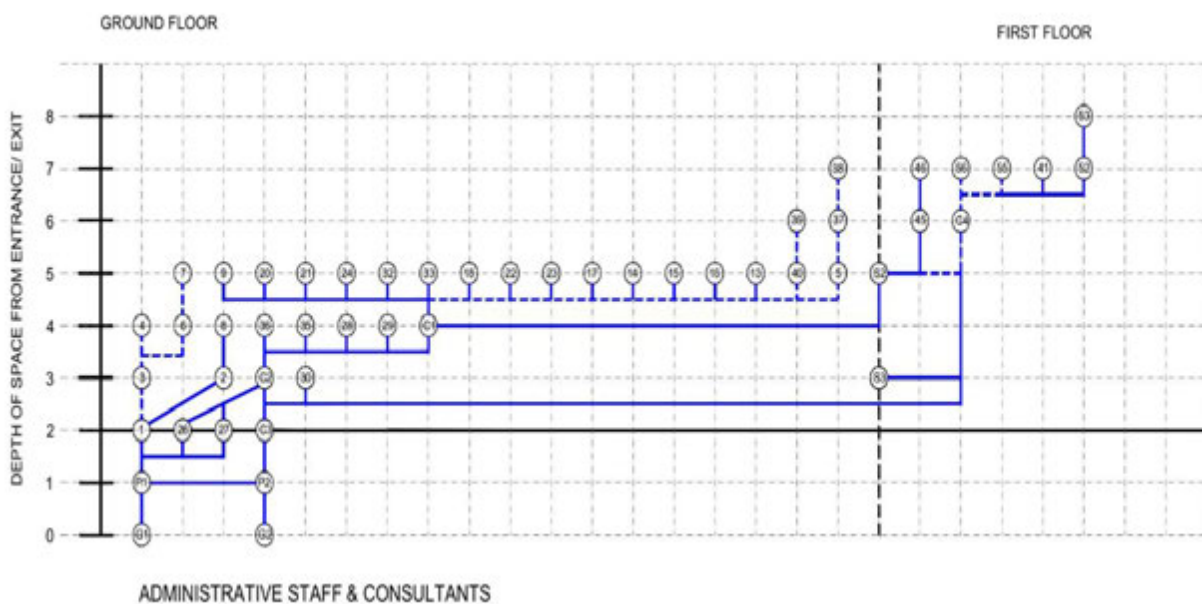 GROUND FLOOR
FIRST FLOOR
DEPTH OF SPACE FROM ENTRANCE/ EXIT
8
7 38 46 56 55 41 52
6 39 37 45 C4
5 7 9 20 21 24 32 33 18 22 23 17 14 15 16 13 40 5 S2
4 4 6 8 36 35 28 29 C1
3 3 2 C2 30 S3
2 1 26 27 C3
1 P1 P2
0 G1 G2
ADMINISTRATIVE STAFF & CONSULTANTS